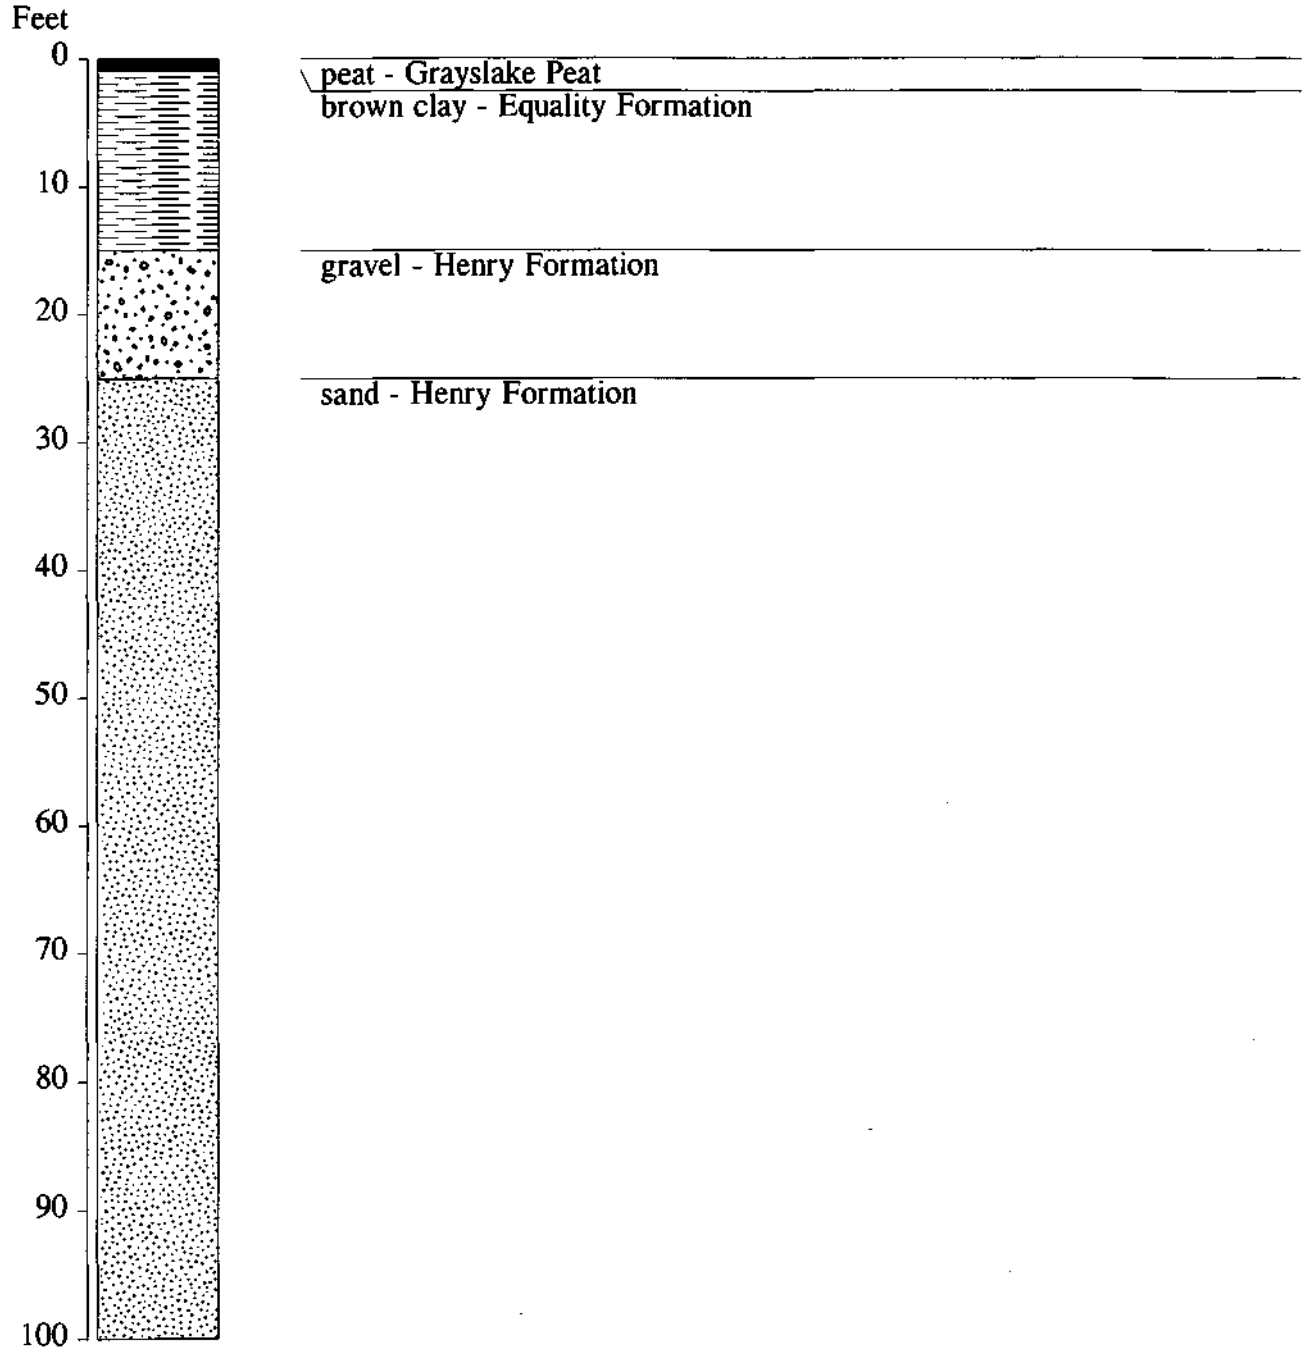 Feet
0
peat - Grayslake Peat
brown clay - Equality Formation
10
gravel - Henry Formation
20
sand - Henry Formation
30
40
50
60
70
80
90
100